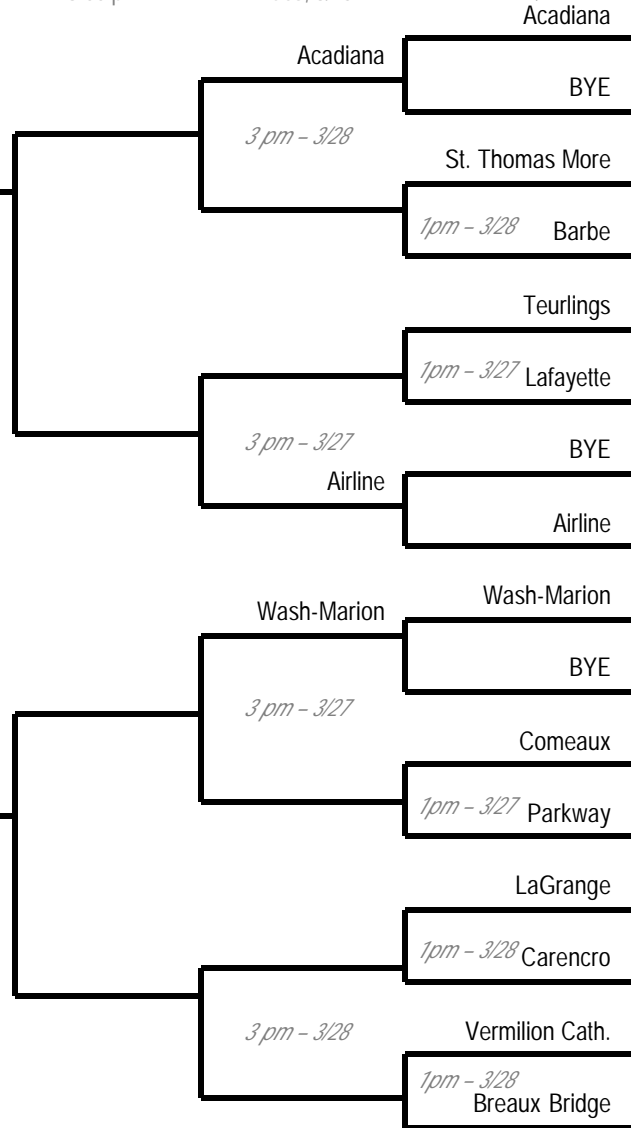 Acadiana
Acadiana
BYE
3 pm – 3/28
St. Thomas More
1pm – 3/28 Barbe
Teurlings
1pm – 3/27 Lafayette
3 pm – 3/27
BYE
Airline
Airline
Wash-Marion
Wash-Marion
BYE
3 pm – 3/27
Comeaux
1pm – 3/27 Parkway
LaGrange
1pm – 3/28 Carencro
3 pm – 3/28
Vermilion Cath.
1pm – 3/28
Breaux Bridge